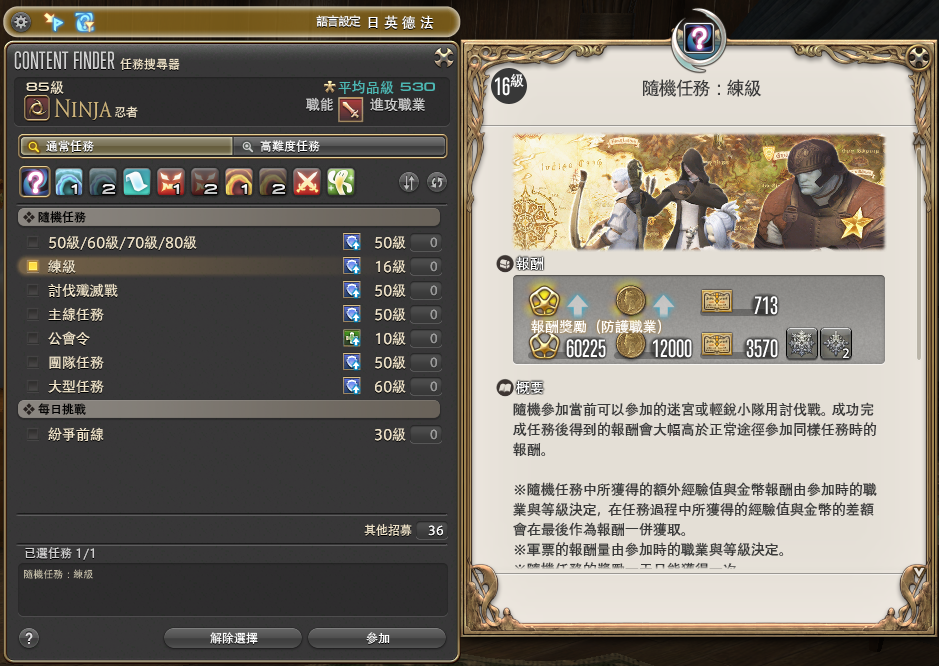 語言設定 日 英 德 法
CONTENT FINDER 任務搜尋器
85級
平均品級 530
NINJA 忍者
職能 進攻職業
通常任務
高難度任務
1 2 1 2 1 2
隨機任務
50級/60級/70級/80級 50級 0
練級 16級 0
討伐殲滅戰 50級 0
主線任務 50級 0
公會令 10級 0
團隊任務 50級 0
大型任務 60級 0
每日挑戰
紛爭前線 30級 0
其他招募 36
已選任務 1/1
隨機任務：練級
?
解除選擇
參加
16級
隨機任務：練級
報酬
713
報酬獎勵（防護職業）
60225 12000 3570 2
概要
隨機參加當前可以參加的迷宮或輕銳小隊用討伐戰。成功完
成任務後得到的報酬會大幅高於正常途徑參加同樣任務時的
報酬。
※隨機任務中所獲得的額外經驗值與金幣報酬由參加時的職
業與等級決定，在任務過程中所獲得的經驗值與金幣的差額
會在最後作為報酬一併獲取。
※軍票的報酬量由參加時的職業與等級決定。
※隨機任務的獎勵一天只能獲得一次